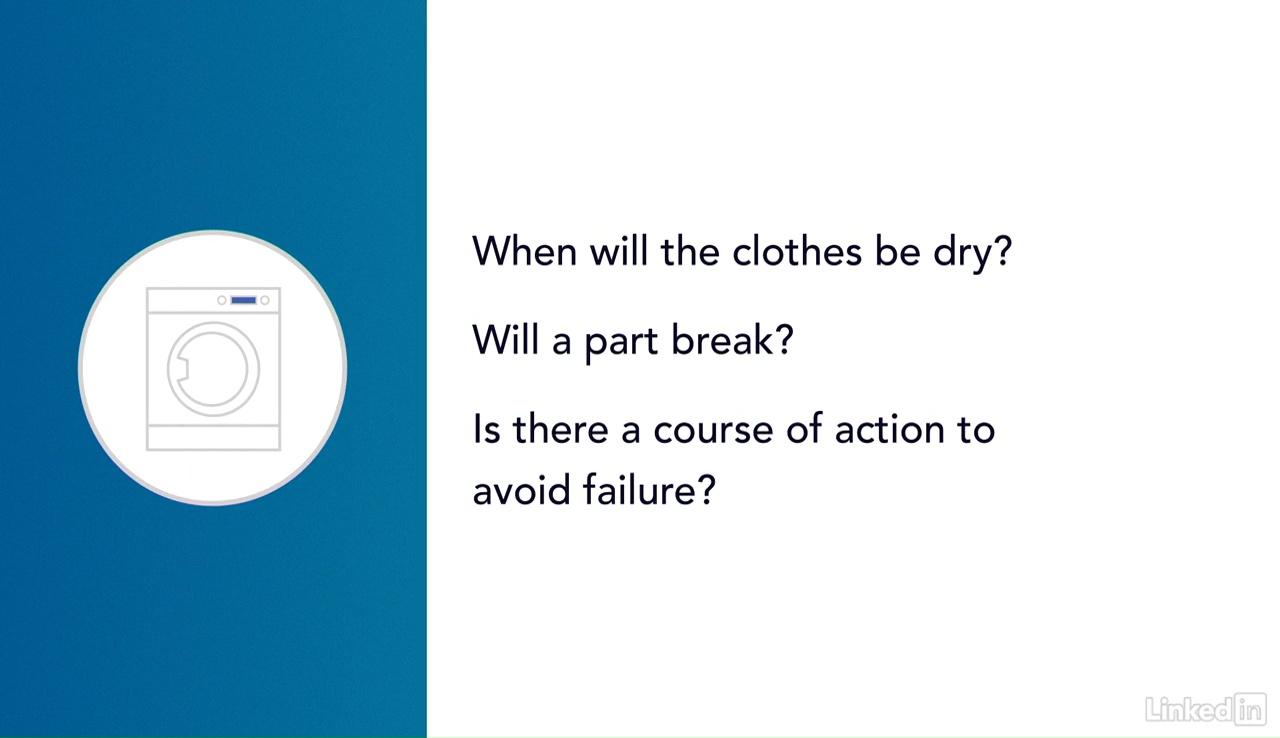 When will the clothes be dry?
Will a part break?
Is there a course of action to
avoid failure?
Linked in